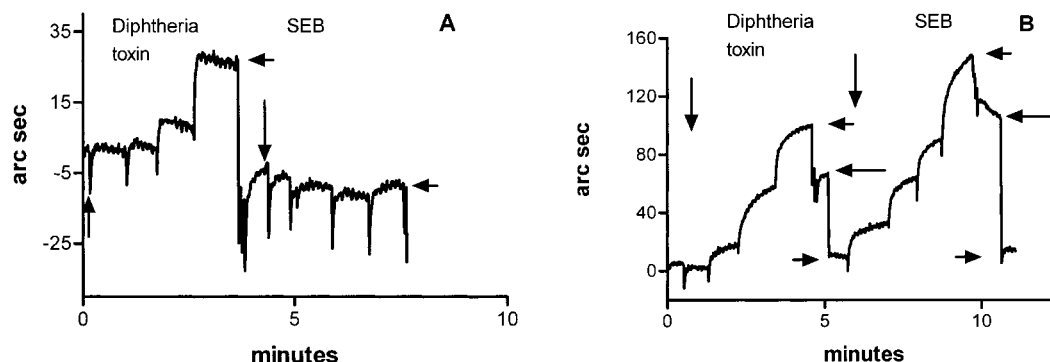 A
Diphtheria
toxin
SEB
35
15
-5
-25
arc sec
0
5
10
minutes
B
Diphtheria
toxin
SEB
160
120
80
40
0
arc sec
0
5
10
minutes